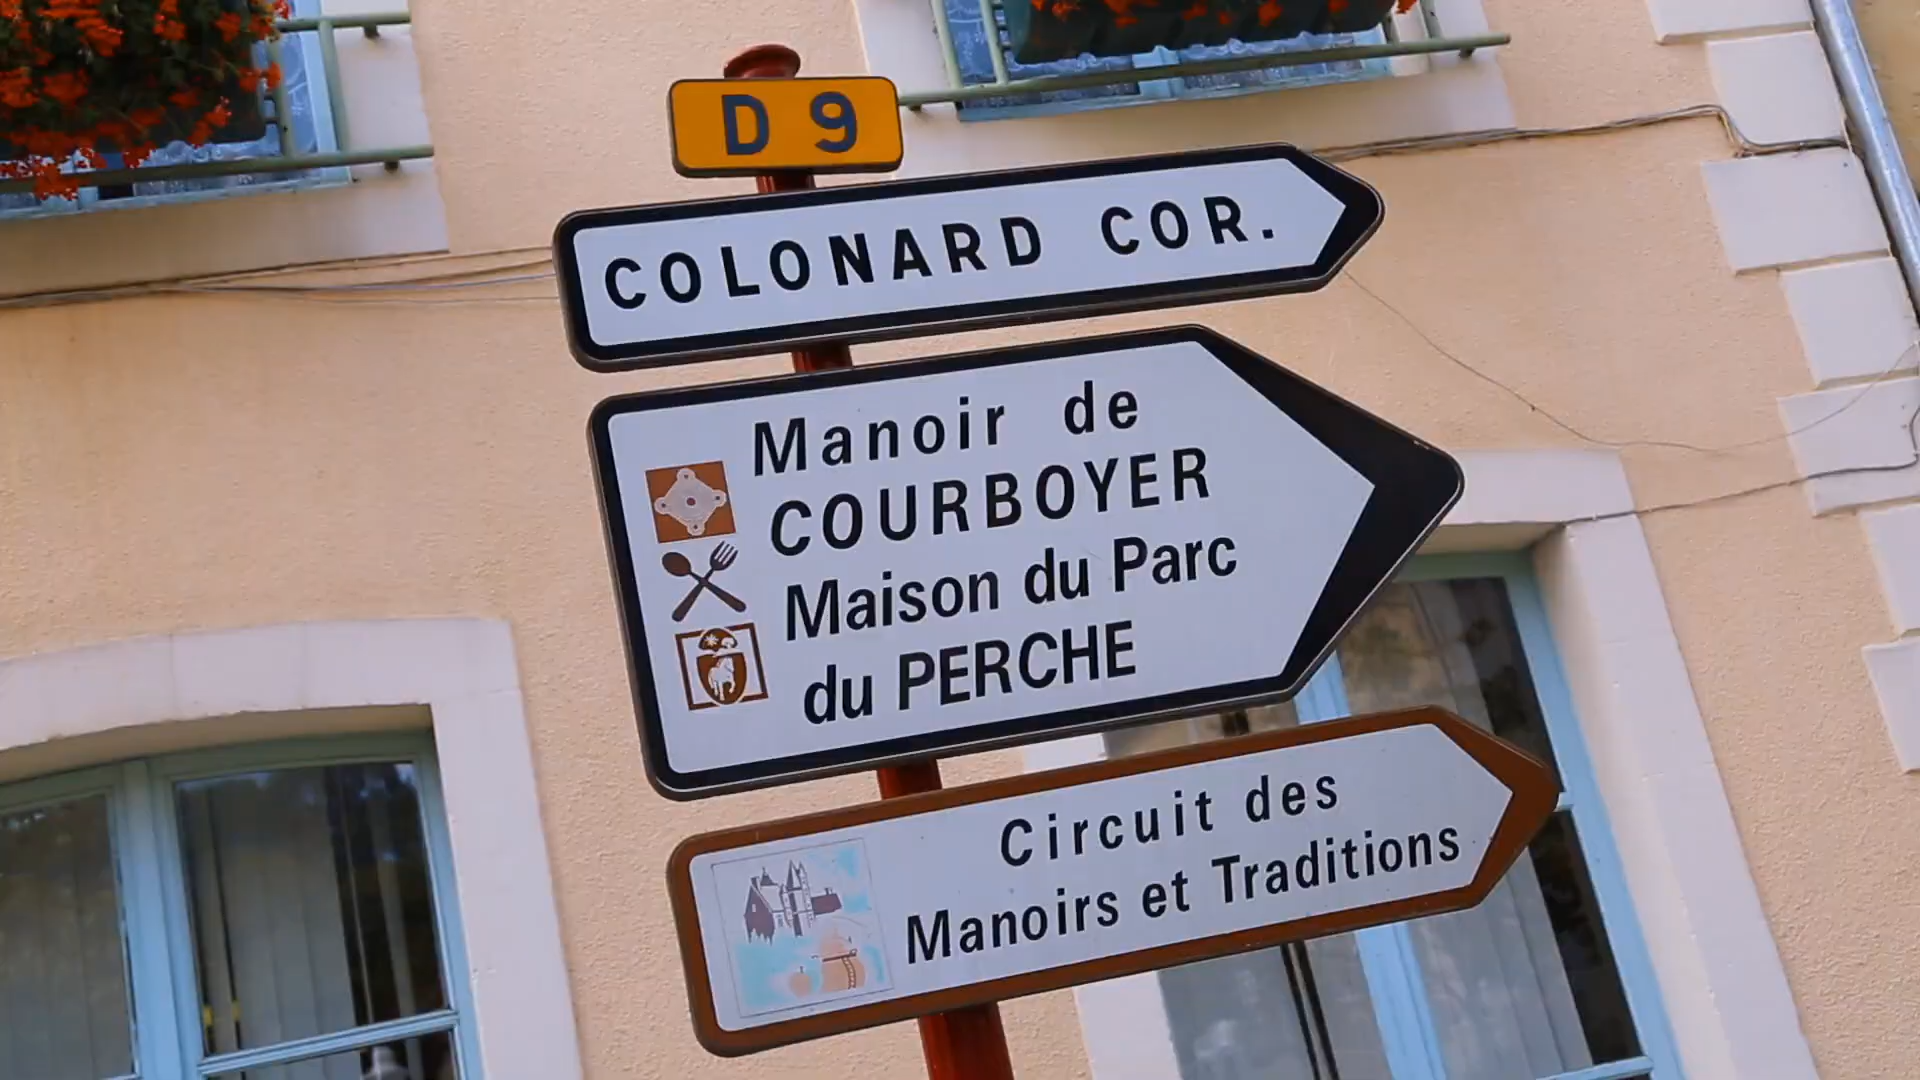 D 9
COLONARD COR.
Manoir de
COURBOYER
Maison du Parc
du PERCHE
Circuit des
Manoirs et Traditions